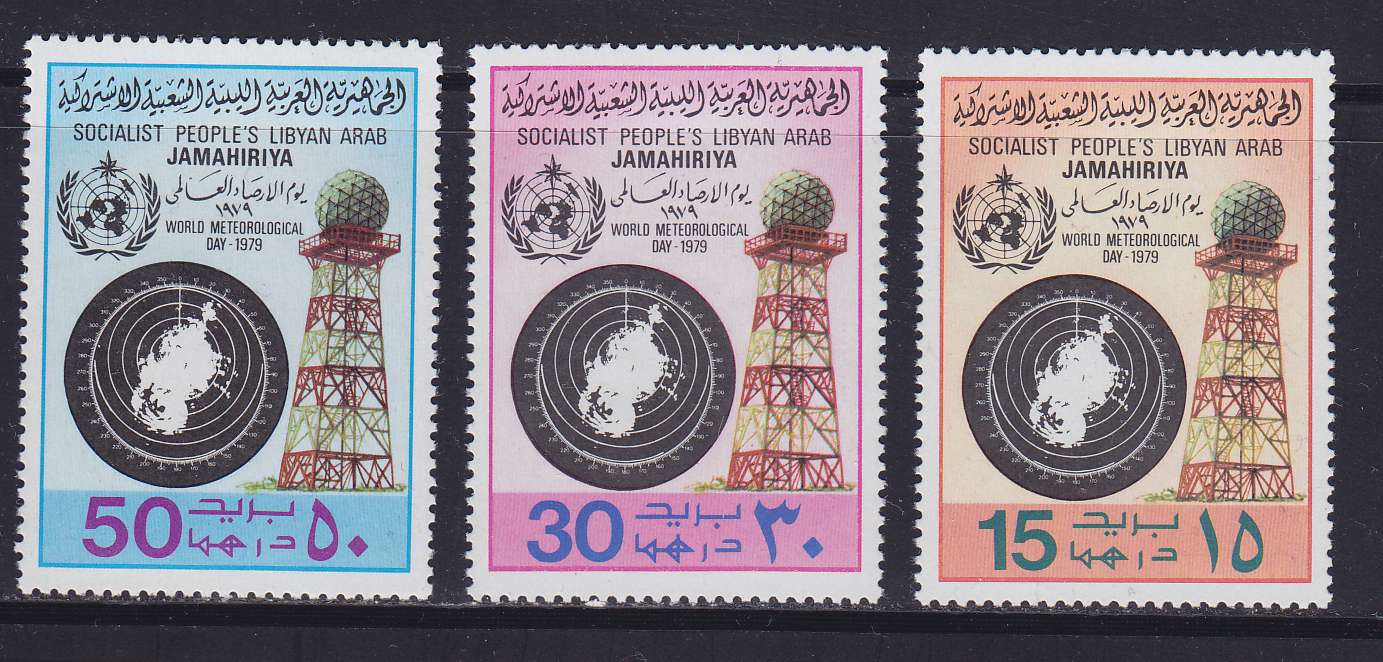 الجماهيرية العربية الليبية الشعبية الاشتراكية
SOCIALIST PEOPLE'S LIBYAN ARAB
JAMAHIRIYA
يوم الارصاد العالمى
١٩٧٩
WORLD METEOROLOGICAL
DAY - 1979
50 بريد ٥٠
درهما
الجماهيرية العربية الليبية الشعبية الاشتراكية
SOCIALIST PEOPLE'S LIBYAN ARAB
JAMAHIRIYA
يوم الارصاد العالمى
١٩٧٩
WORLD METEOROLOGICAL
DAY - 1979
30 بريد ٣٠
درهما
الجماهيرية العربية الليبية الشعبية الاشتراكية
SOCIALIST PEOPLE'S LIBYAN ARAB
JAMAHIRIYA
يوم الارصاد العالمى
١٩٧٩
WORLD METEOROLOGICAL
DAY - 1979
15 بريد ١٥
درهما